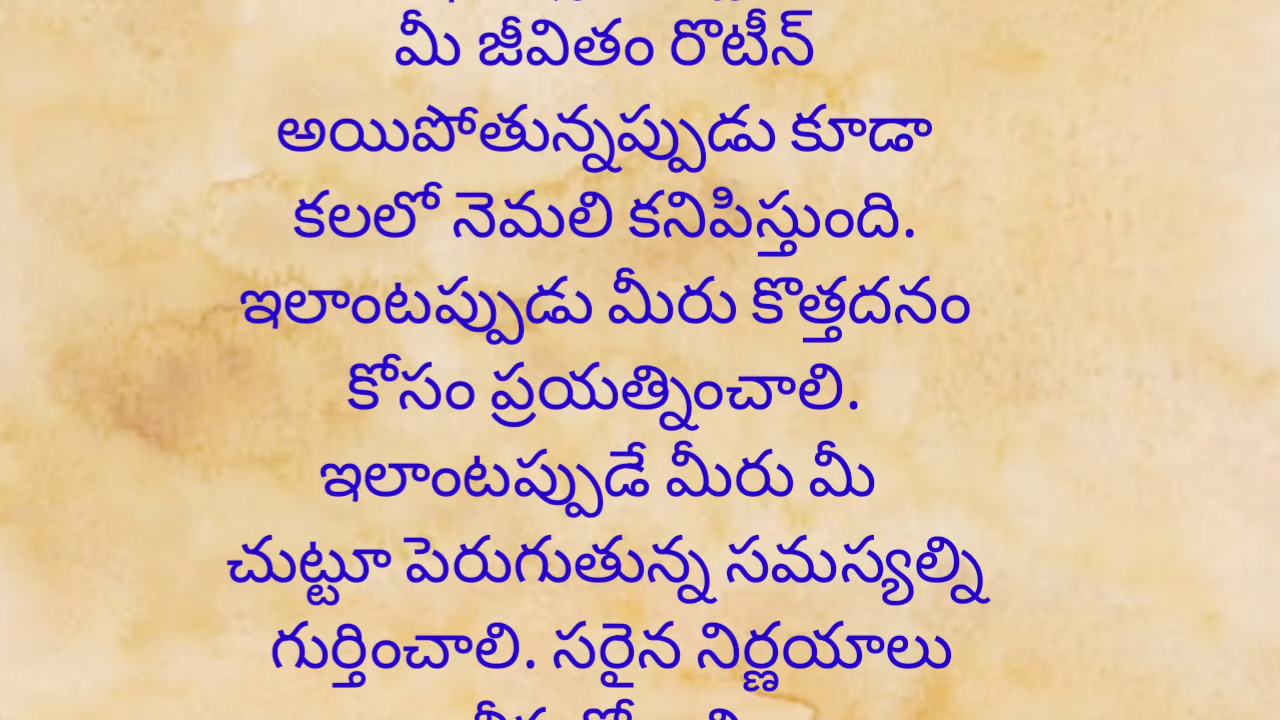 మీ జీవితం రొటీన్
అయిపోతున్నప్పుడు కూడా
కలలో నెమలి కనిపిస్తుంది.
ఇలాంటప్పుడు మీరు కొత్తదనం
కోసం ప్రయత్నించాలి.
ఇలాంటప్పుడే మీరు మీ
చుట్టూ పెరుగుతున్న సమస్యల్ని
గుర్తించాలి. సరైన నిర్ణయాలు